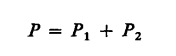 P = P₁ + P₂